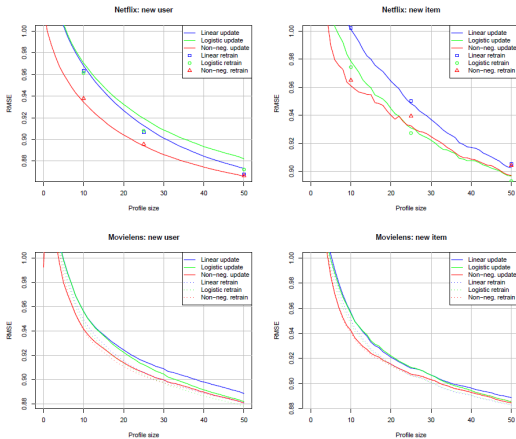 Netflix: new user
Linear update
Logistic update
Non-neg. update
Linear retrain
Logistic retrain
Non-neg. retrain
RMSE
1.00
0.98
0.96
0.94
0.92
0.90
0.88
0 10 20 30 40 50
Profile size
Netflix: new item
Linear update
Logistic update
Non-neg. update
Linear retrain
Logistic retrain
Non-neg. retrain
RMSE
1.00
0.98
0.96
0.94
0.92
0.90
0 10 20 30 40 50
Profile size
Movielens: new user
Linear update
Logistic update
Non-neg. update
Linear retrain
Logistic retrain
Non-neg. retrain
RMSE
1.00
0.98
0.96
0.94
0.92
0.90
0.88
0 10 20 30 40 50
Profile size
Movielens: new item
Linear update
Logistic update
Non-neg. update
Linear retrain
Logistic retrain
Non-neg. retrain
RMSE
1.00
0.98
0.96
0.94
0.92
0.90
0.88
0 10 20 30 40 50
Profile size